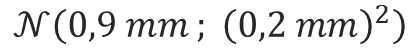 𝒩(0,9 mm ; (0,2 mm)²)